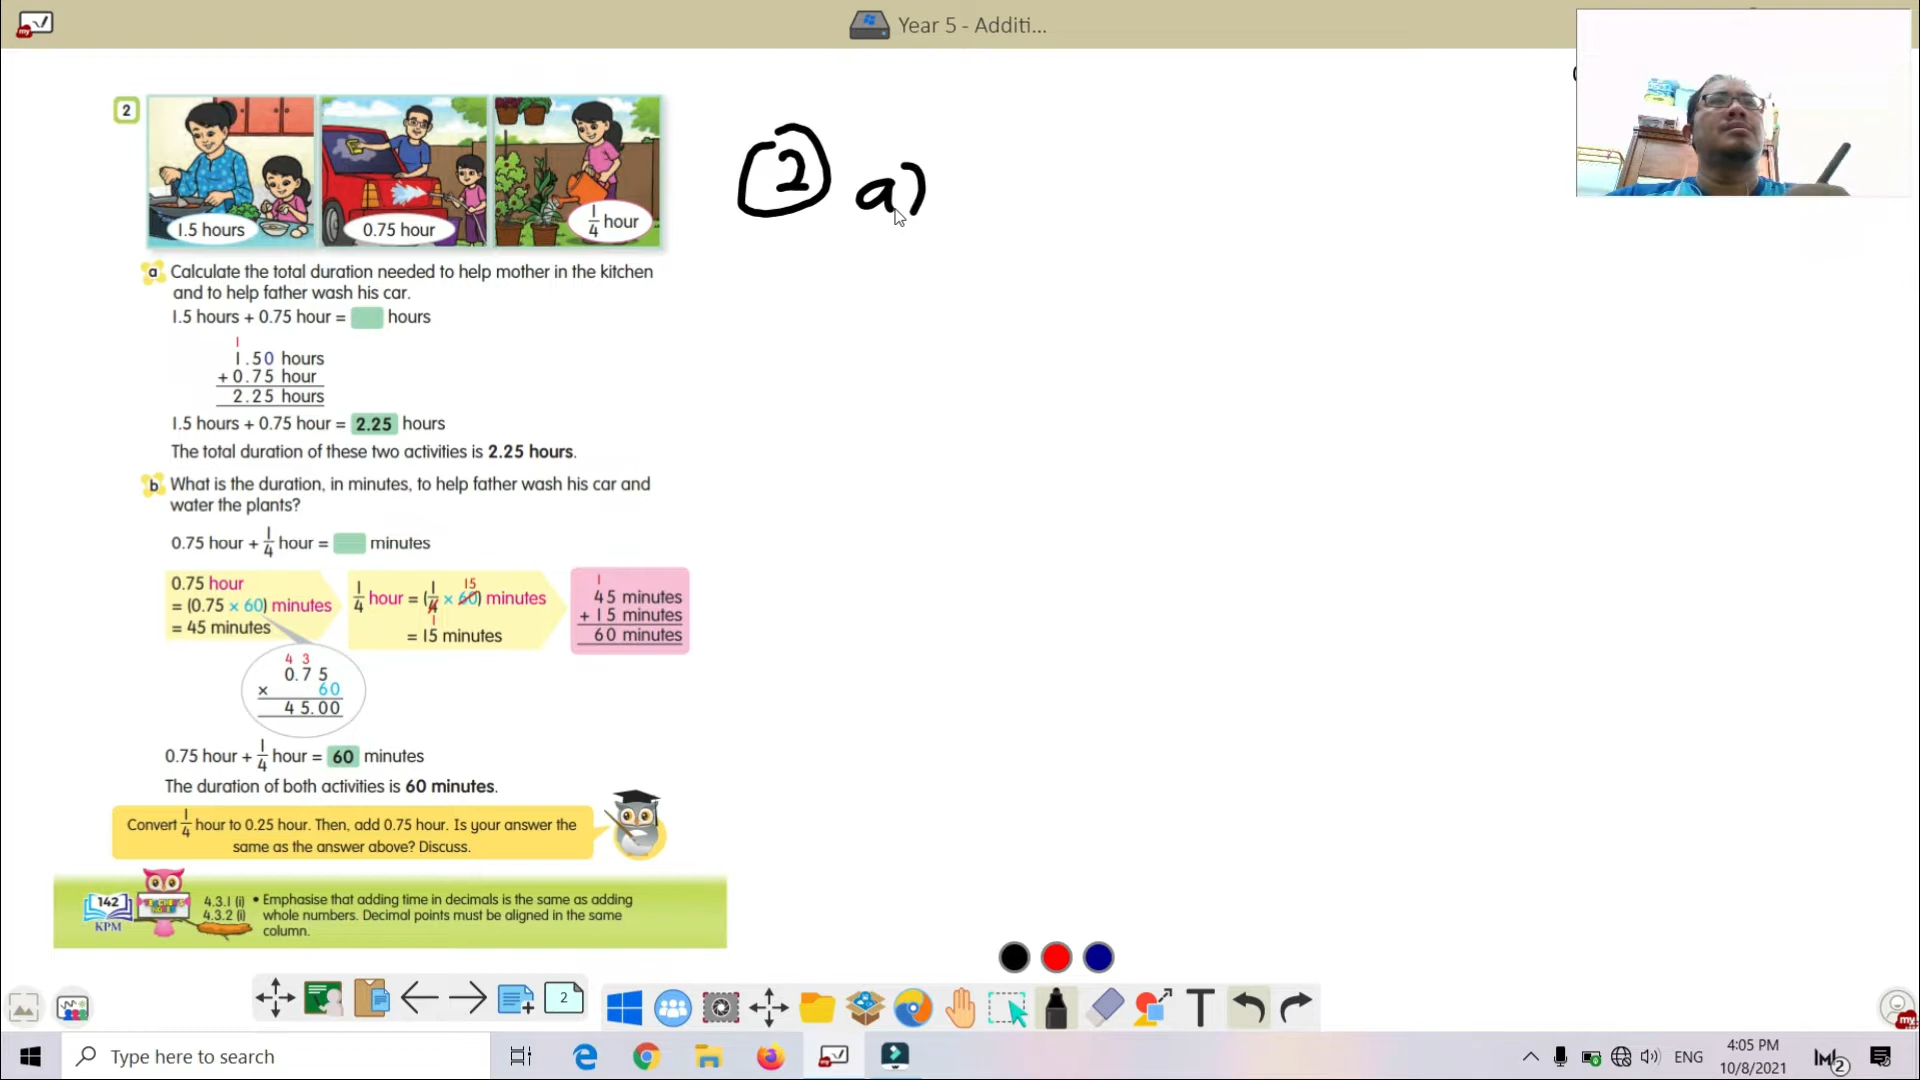 Year 5 - Additi...
2
1.5 hours
0.75 hour
1/4 hour
② a)
a Calculate the total duration needed to help mother in the kitchen
and to help father wash his car.
1.5 hours + 0.75 hour = hours
1
1.50 hours
+ 0.75 hour
2.25 hours
1.5 hours + 0.75 hour = 2.25 hours
The total duration of these two activities is 2.25 hours.
b What is the duration, in minutes, to help father wash his car and
water the plants?
0.75 hour + 1/4 hour = minutes
0.75 hour
= (0.75 × 60) minutes
= 45 minutes
15
1/4 hour = (1/4 × 60) minutes
1
= 15 minutes
1
45 minutes
+ 15 minutes
60 minutes
4 3
0.75
× 60
45.00
0.75 hour + 1/4 hour = 60 minutes
The duration of both activities is 60 minutes.
Convert 1/4 hour to 0.25 hour. Then, add 0.75 hour. Is your answer the
same as the answer above? Discuss.
142
KPM
4.3.1 (i)
4.3.2 (i)
• Emphasise that adding time in decimals is the same as adding
whole numbers. Decimal points must be aligned in the same
column.
2
T
Type here to search
ENG
4:05 PM
10/8/2021
2